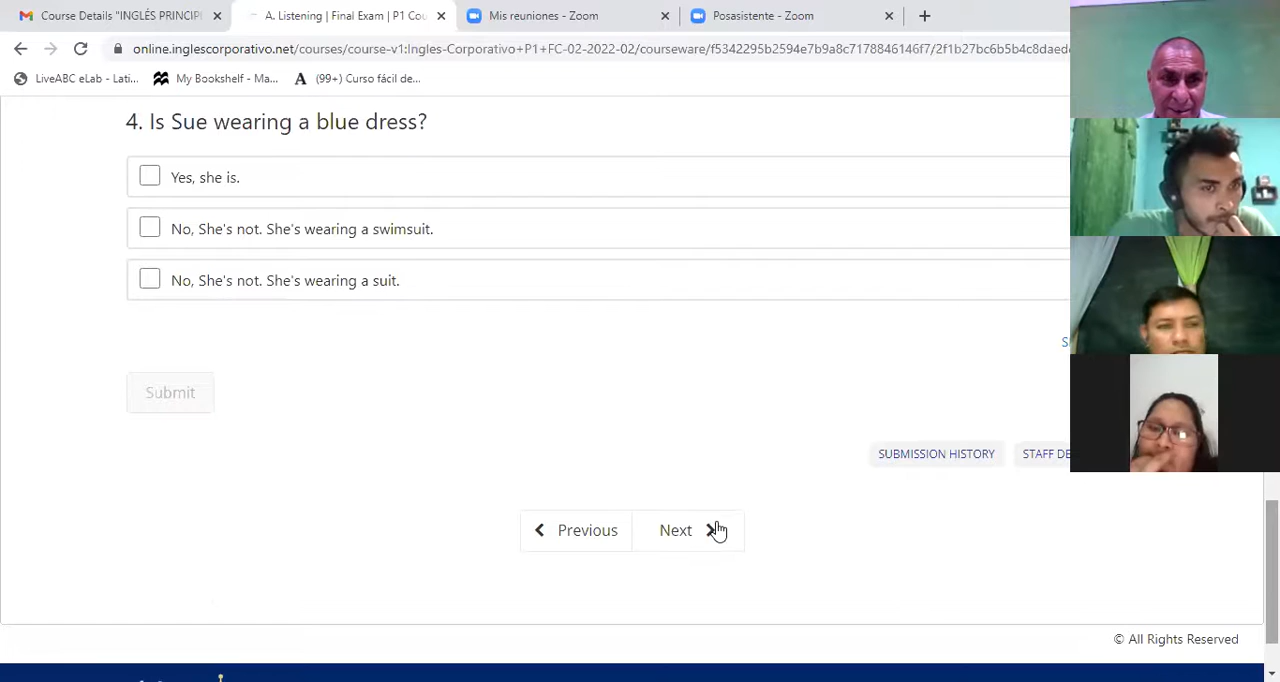 Course Details "INGLÉS PRINCIPI
A. Listening | Final Exam | P1 Cou
Mis reuniones - Zoom
Posasistente - Zoom
online.inglescorporativo.net/courses/course-v1:Ingles-Corporativo+P1+FC-02-2022-02/courseware/f5342295b2594e7b9a8c7178846146f7/2f1b27bc6b5b4c8daed
LiveABC eLab - Lati...
My Bookshelf - Ma...
(99+) Curso fácil de...
4. Is Sue wearing a blue dress?
Yes, she is.
No, She's not. She's wearing a swimsuit.
No, She's not. She's wearing a suit.
S
Submit
SUBMISSION HISTORY
STAFF DE
Previous
Next
© All Rights Reserved